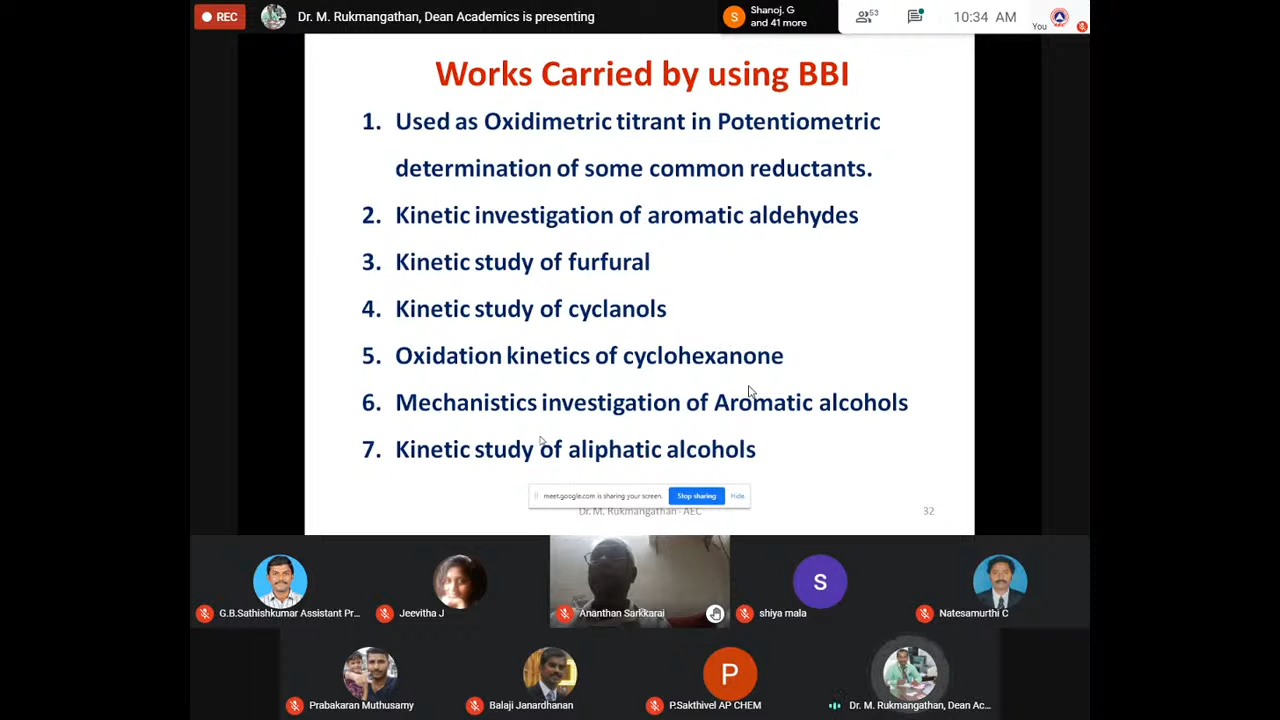 REC
Dr. M. Rukmangathan, Dean Academics is presenting
S
Shanoj. G
and 41 more
53
10:34 AM
You
Works Carried by using BBI
1. Used as Oxidimetric titrant in Potentiometric
determination of some common reductants.
2. Kinetic investigation of aromatic aldehydes
3. Kinetic study of furfural
4. Kinetic study of cyclanols
5. Oxidation kinetics of cyclohexanone
6. Mechanistics investigation of Aromatic alcohols
7. Kinetic study of aliphatic alcohols
meet.google.com is sharing your screen.
Stop sharing
Hide
Dr. M. Rukmangathan - AEC
32
G.B.Sathishkumar Assistant Pr...
Jeevitha J
Ananthan Sarkkarai
S
shiya mala
Natesamurthi C
Prabakaran Muthusamy
Balaji Janardhanan
P
P.Sakthivel AP CHEM
Dr. M. Rukmangathan, Dean Ac...